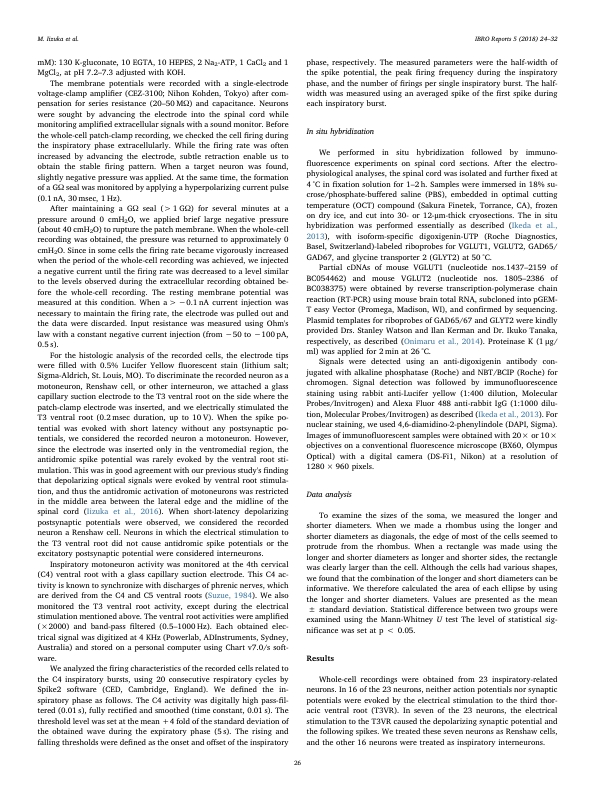 M. Iizuka et al.
IBRO Reports 5 (2018) 24–32
mM): 130 K-gluconate, 10 EGTA, 10 HEPES, 2 Na₂-ATP, 1 CaCl₂ and 1
MgCl₂, at pH 7.2–7.3 adjusted with KOH.
The membrane potentials were recorded with a single-electrode
voltage-clamp amplifier (CEZ-3100; Nihon Kohden, Tokyo) after com-
pensation for series resistance (20–50 MΩ) and capacitance. Neurons
were sought by advancing the electrode into the spinal cord while
monitoring amplified extracellular signals with a sound monitor. Before
the whole-cell patch-clamp recording, we checked the cell firing during
the inspiratory phase extracellularly. While the firing rate was often
increased by advancing the electrode, subtle retraction enable us to
obtain the stable firing pattern. When a target neuron was found,
slightly negative pressure was applied. At the same time, the formation
of a GΩ seal was monitored by applying a hyperpolarizing current pulse
(0.1 nA, 30 msec, 1 Hz).
After maintaining a GΩ seal (> 1 GΩ) for several minutes at a
pressure around 0 cmH₂O, we applied brief large negative pressure
(about 40 cmH₂O) to rupture the patch membrane. When the whole-cell
recording was obtained, the pressure was returned to approximately 0
cmH₂O. Since in some cells the firing rate became vigorously increased
when the period of the whole-cell recording was achieved, we injected
a negative current until the firing rate was decreased to a level similar
to the levels observed during the extracellular recording obtained be-
fore the whole-cell recording. The resting membrane potential was
measured at this condition. When a > −0.1 nA current injection was
necessary to maintain the firing rate, the electrode was pulled out and
the data were discarded. Input resistance was measured using Ohm's
law with a constant negative current injection (from −50 to −100 pA,
0.5 s).
For the histologic analysis of the recorded cells, the electrode tips
were filled with 0.5% Lucifer Yellow fluorescent stain (lithium salt;
Sigma-Aldrich, St. Louis, MO). To discriminate the recorded neuron as a
motoneuron, Renshaw cell, or other interneuron, we attached a glass
capillary suction electrode to the T3 ventral root on the side where the
patch-clamp electrode was inserted, and we electrically stimulated the
T3 ventral root (0.2 msec duration, up to 10 V). When the spike po-
tential was evoked with short latency without any postsynaptic po-
tentials, we considered the recorded neuron a motoneuron. However,
since the electrode was inserted only in the ventromedial region, the
antidromic spike potential was rarely evoked by the ventral root sti-
mulation. This was in good agreement with our previous study's finding
that depolarizing optical signals were evoked by ventral root stimula-
tion, and thus the antidromic activation of motoneurons was restricted
in the middle area between the lateral edge and the midline of the
spinal cord (Iizuka et al., 2016). When short-latency depolarizing
postsynaptic potentials were observed, we considered the recorded
neuron a Renshaw cell. Neurons in which the electrical stimulation to
the T3 ventral root did not cause antidromic spike potentials or the
excitatory postsynaptic potential were considered interneurons.
Inspiratory motoneuron activity was monitored at the 4th cervical
(C4) ventral root with a glass capillary suction electrode. This C4 ac-
tivity is known to synchronize with discharges of phrenic nerves, which
are derived from the C4 and C5 ventral roots (Suzue, 1984). We also
monitored the T3 ventral root activity, except during the electrical
stimulation mentioned above. The ventral root activities were amplified
(×2000) and band-pass filtered (0.5–1000 Hz). Each obtained elec-
trical signal was digitized at 4 KHz (Powerlab, ADInstruments, Sydney,
Australia) and stored on a personal computer using Chart v7.0/s soft-
ware.
We analyzed the firing characteristics of the recorded cells related to
the C4 inspiratory bursts, using 20 consecutive respiratory cycles by
Spike2 software (CED, Cambridge, England). We defined the in-
spiratory phase as follows. The C4 activity was digitally high pass-fil-
tered (0.01 s), fully rectified and smoothed (time constant, 0.01 s). The
threshold level was set at the mean +4 fold of the standard deviation of
the obtained wave during the expiratory phase (5 s). The rising and
falling thresholds were defined as the onset and offset of the inspiratory
phase, respectively. The measured parameters were the half-width of
the spike potential, the peak firing frequency during the inspiratory
phase, and the number of firings per single inspiratory burst. The half-
width was measured using an averaged spike of the first spike during
each inspiratory burst.
In situ hybridization
We performed in situ hybridization followed by immuno-
fluorescence experiments on spinal cord sections. After the electro-
physiological analyses, the spinal cord was isolated and further fixed at
4 °C in fixation solution for 1–2 h. Samples were immersed in 18% su-
crose/phosphate-buffered saline (PBS), embedded in optimal cutting
temperature (OCT) compound (Sakura Finetek, Torrance, CA), frozen
on dry ice, and cut into 30- or 12-μm-thick cryosections. The in situ
hybridization was performed essentially as described (Ikeda et al.,
2013), with isoform-specific digoxigenin-UTP (Roche Diagnostics,
Basel, Switzerland)-labeled riboprobes for VGLUT1, VGLUT2, GAD65/
GAD67, and glycine transporter 2 (GLYT2) at 50 °C.
Partial cDNAs of mouse VGLUT1 (nucleotide nos.1437–2159 of
BC054462) and mouse VGLUT2 (nucleotide nos. 1805–2386 of
BC038375) were obtained by reverse transcription-polymerase chain
reaction (RT-PCR) using mouse brain total RNA, subcloned into pGEM-
T easy Vector (Promega, Madison, WI), and confirmed by sequencing.
Plasmid templates for riboprobes of GAD65/67 and GLYT2 were kindly
provided Drs. Stanley Watson and Ilan Kerman and Dr. Ikuko Tanaka,
respectively, as described (Onimaru et al., 2014). Proteinase K (1 μg/
ml) was applied for 2 min at 26 °C.
Signals were detected using an anti-digoxigenin antibody con-
jugated with alkaline phosphatase (Roche) and NBT/BCIP (Roche) for
chromogen. Signal detection was followed by immunofluorescence
staining using rabbit anti-Lucifer yellow (1:400 dilution, Molecular
Probes/Invitrogen) and Alexa Fluor 488 anti-rabbit IgG (1:1000 dilu-
tion, Molecular Probes/Invitrogen) as described (Ikeda et al., 2013). For
nuclear staining, we used 4,6-diamidino-2-phenylindole (DAPI, Sigma).
Images of immunofluorescent samples were obtained with 20× or 10×
objectives on a conventional fluorescence microscope (BX60, Olympus
Optical) with a digital camera (DS-Fi1, Nikon) at a resolution of
1280 × 960 pixels.
Data analysis
To examine the sizes of the soma, we measured the longer and
shorter diameters. When we made a rhombus using the longer and
shorter diameters as diagonals, the edge of most of the cells seemed to
protrude from the rhombus. When a rectangle was made using the
longer and shorter diameters as longer and shorter sides, the rectangle
was clearly larger than the cell. Although the cells had various shapes,
we found that the combination of the longer and short diameters can be
informative. We therefore calculated the area of each ellipse by using
the longer and shorter diameters. Values are presented as the mean
± standard deviation. Statistical difference between two groups were
examined using the Mann-Whitney U test The level of statistical sig-
nificance was set at p < 0.05.
Results
Whole-cell recordings were obtained from 23 inspiratory-related
neurons. In 16 of the 23 neurons, neither action potentials nor synaptic
potentials were evoked by the electrical stimulation to the third thor-
acic ventral root (T3VR). In seven of the 23 neurons, the electrical
stimulation to the T3VR caused the depolarizing synaptic potential and
the following spikes. We treated these seven neurons as Renshaw cells,
and the other 16 neurons were treated as inspiratory interneurons.
26